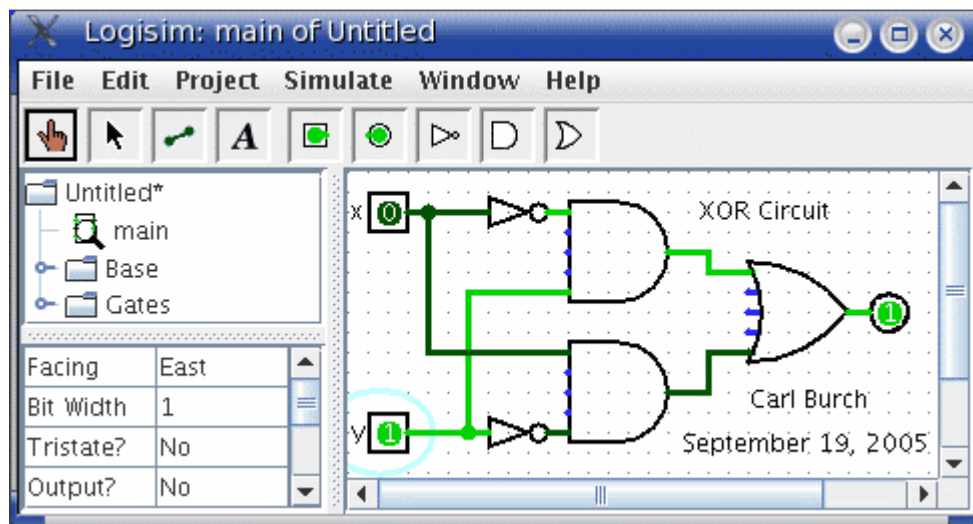 Logisim: main of Untitled
File Edit Project Simulate Window Help
A
Untitled*
main
Base
Gates
Facing East
Bit Width 1
Tristate? No
Output? No
x 0
XOR Circuit
1
y 1
Carl Burch
September 19, 2005